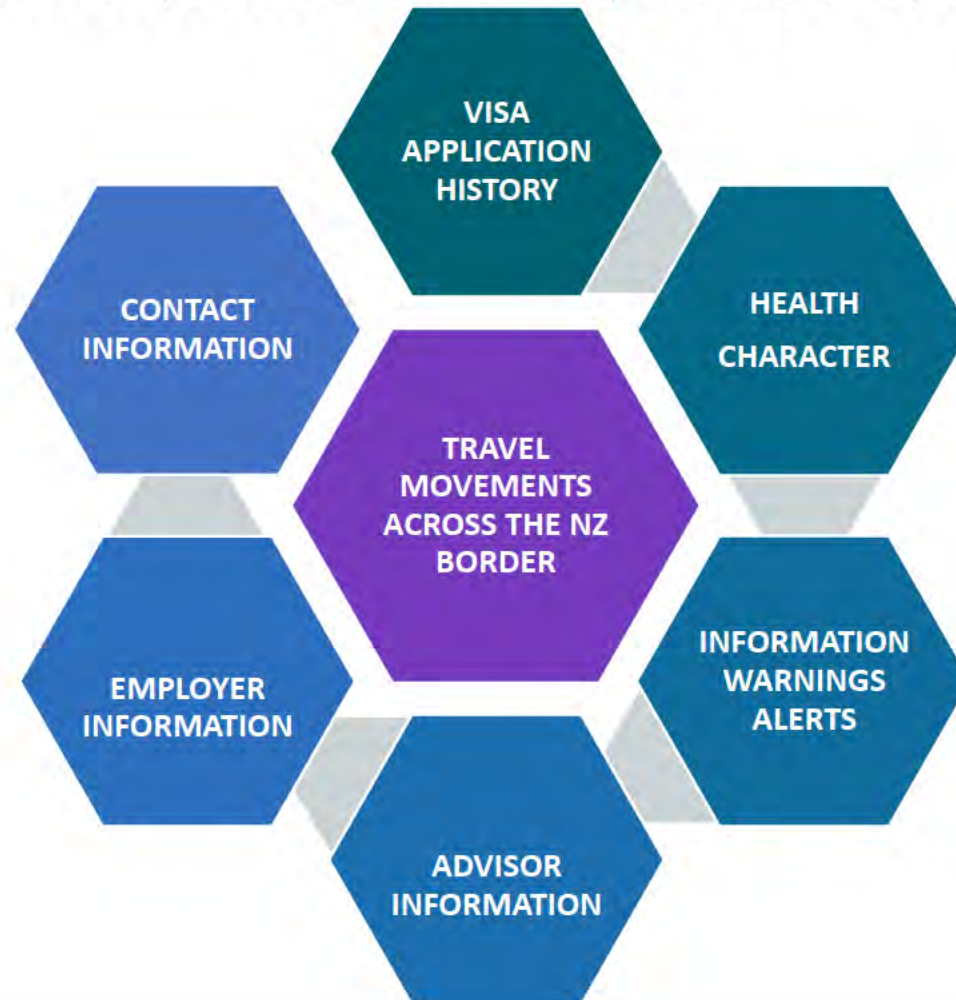 VISA
APPLICATION
HISTORY
HEALTH
CHARACTER
INFORMATION
WARNINGS
ALERTS
ADVISOR
INFORMATION
EMPLOYER
INFORMATION
CONTACT
INFORMATION
TRAVEL
MOVEMENTS
ACROSS THE NZ
BORDER